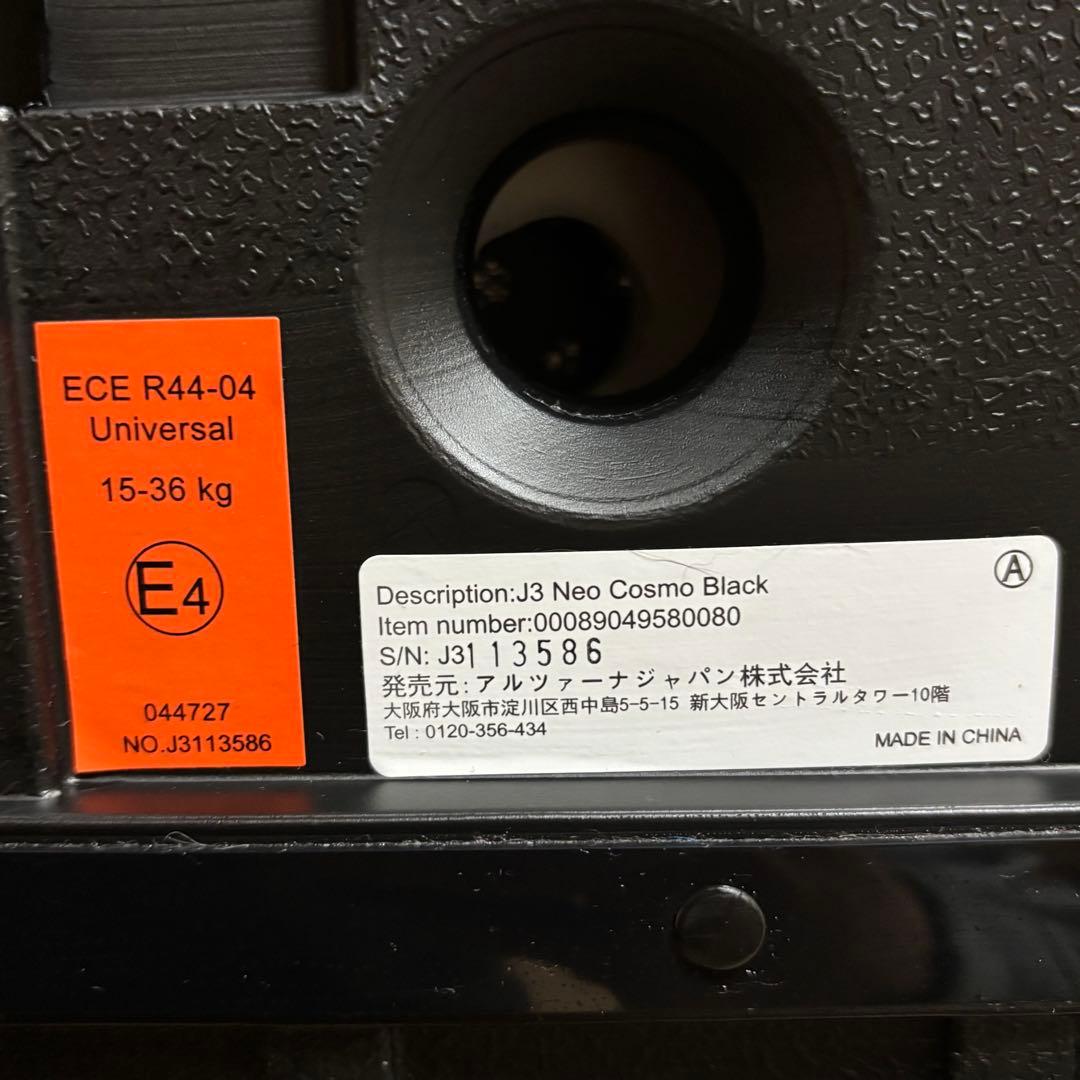 ECE R44-04
Universal
15-36 kg
E4
044727
NO.J3113586
A
Description:J3 Neo Cosmo Black
Item number:00089049580080
S/N: J3113586
発売元: アルツァーナジャパン株式会社
大阪府大阪市淀川区西中島5-5-15 新大阪セントラルタワー10階
Tel : 0120-356-434
MADE IN CHINA